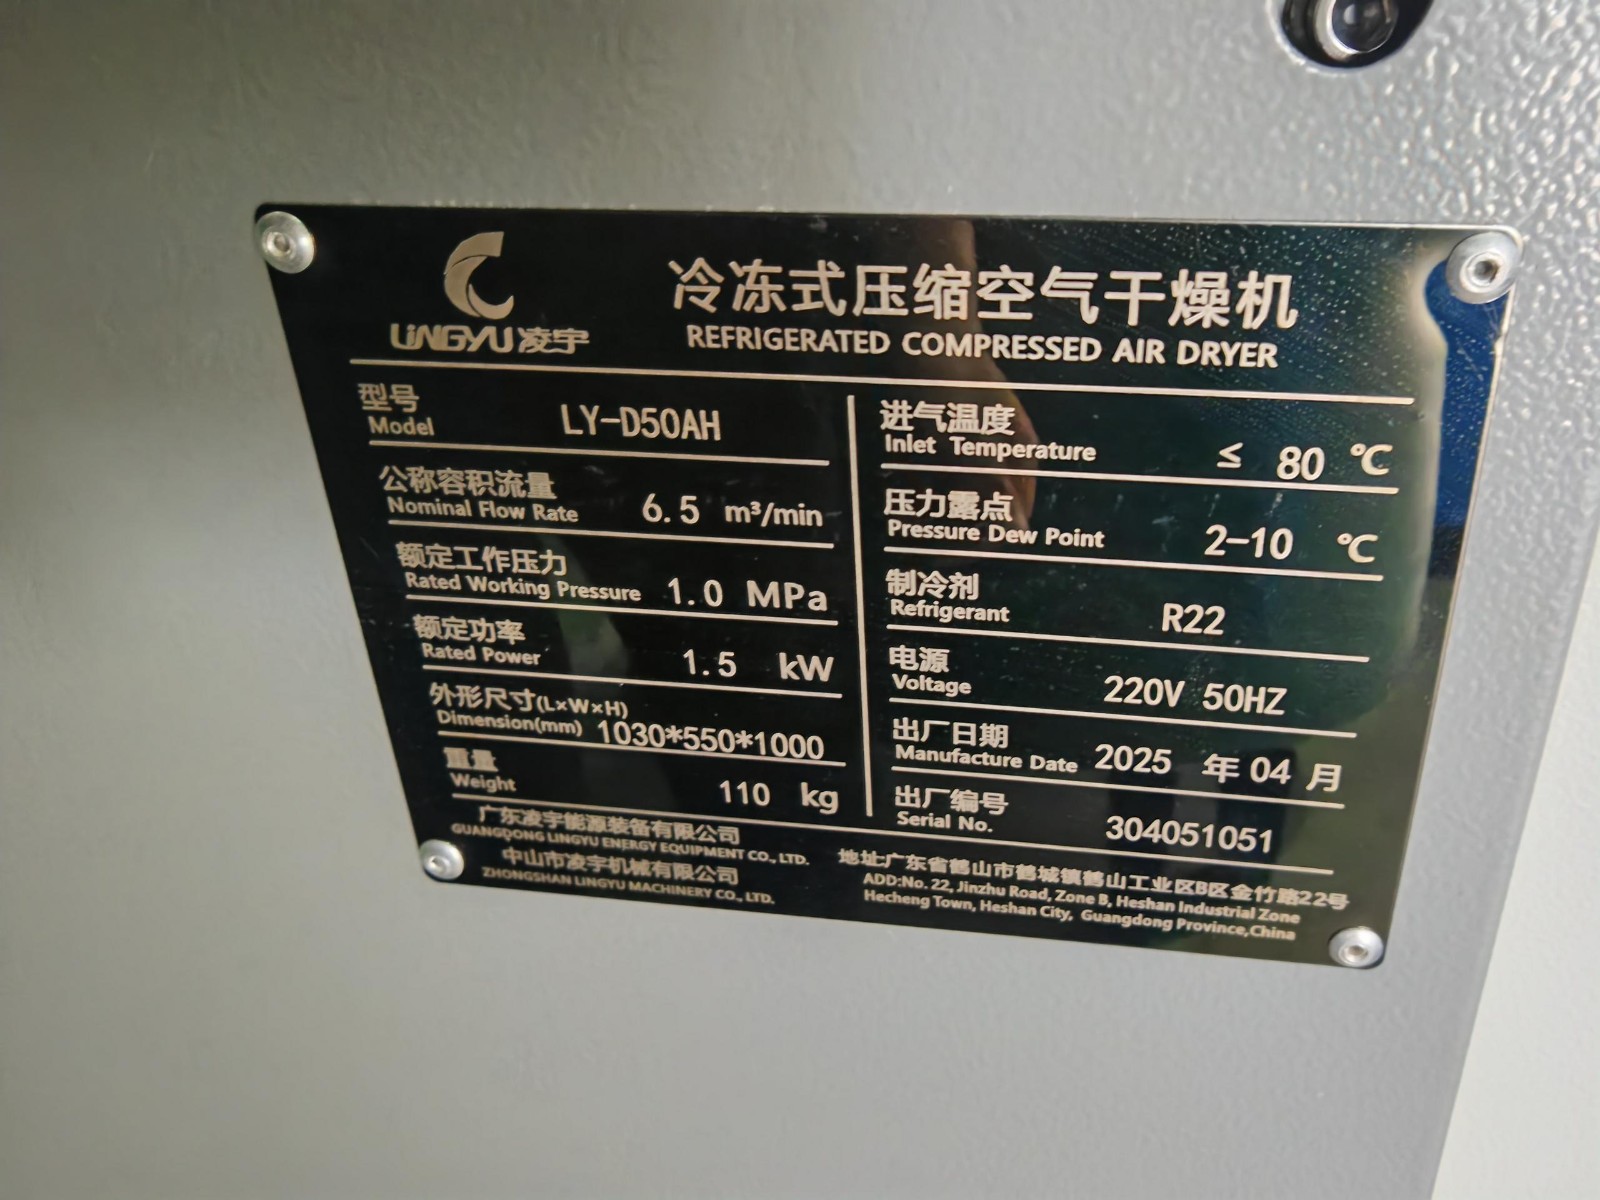 LINGYU 凌宇
冷冻式压缩空气干燥机
REFRIGERATED COMPRESSED AIR DRYER
型号
Model LY-D50AH
公称容积流量
Nominal Flow Rate 6.5 m³/min
额定工作压力
Rated Working Pressure 1.0 MPa
额定功率
Rated Power 1.5 kW
外形尺寸(L×W×H)
Dimension(mm) 1030*550*1000
重量
Weight 110 kg
进气温度
Inlet Temperature ≤ 80 ℃
压力露点
Pressure Dew Point 2-10 ℃
制冷剂
Refrigerant R22
电源
Voltage 220V 50HZ
出厂日期
Manufacture Date 2025 年 04 月
出厂编号
Serial No. 304051051
广东凌宇能源装备有限公司
GUANGDONG LINGYU ENERGY EQUIPMENT CO., LTD.
中山市凌宇机械有限公司
ZHONGSHAN LINGYU MACHINERY CO., LTD.
地址:广东省鹤山市鹤城镇鹤山工业区B区金竹路22号
ADD:No. 22, Jinzhu Road, Zone B, Heshan Industrial Zone
Hecheng Town, Heshan City, Guangdong Province,China